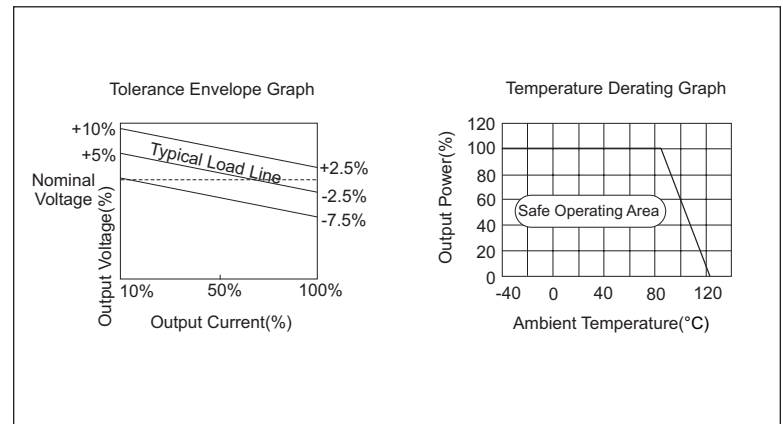 Tolerance Envelope Graph
+10%
+5%
Nominal
Voltage
Output Voltage(%)
Typical Load Line
+2.5%
-2.5%
-7.5%
10%
50%
100%
Output Current(%)
Temperature Derating Graph
Output Power(%)
120
100
80
60
40
20
0
Safe Operating Area
-40
0
40
80
120
Ambient Temperature(°C)